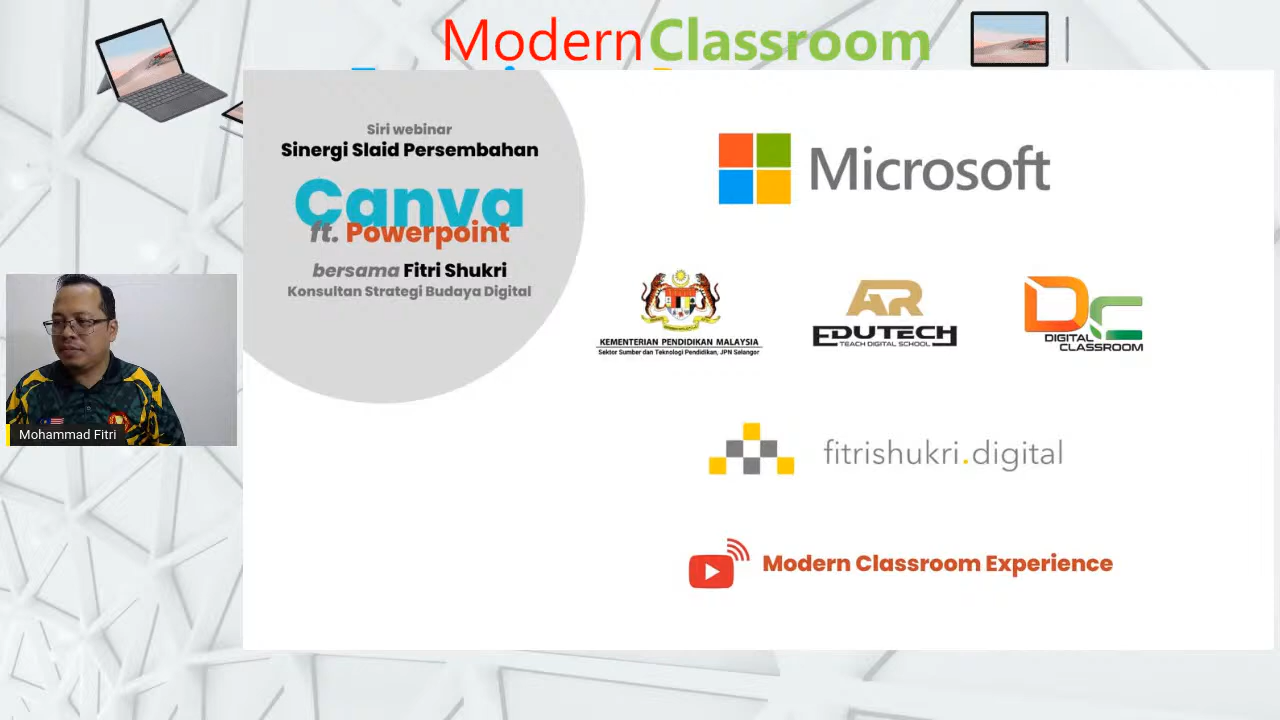 ModernClassroom
Siri webinar
Sinergi Slaid Persembahan
Canva
ft. Powerpoint
bersama Fitri Shukri
Konsultan Strategi Budaya Digital
Microsoft
KEMENTERIAN PENDIDIKAN MALAYSIA
Sektor Sumber dan Teknologi Pendidikan, JPN Selangor
AR
EDUTECH
TEACH DIGITAL SCHOOL
DC
DIGITAL
CLASSROOM
fitrishukri.digital
Modern Classroom Experience
Mohammad Fitri